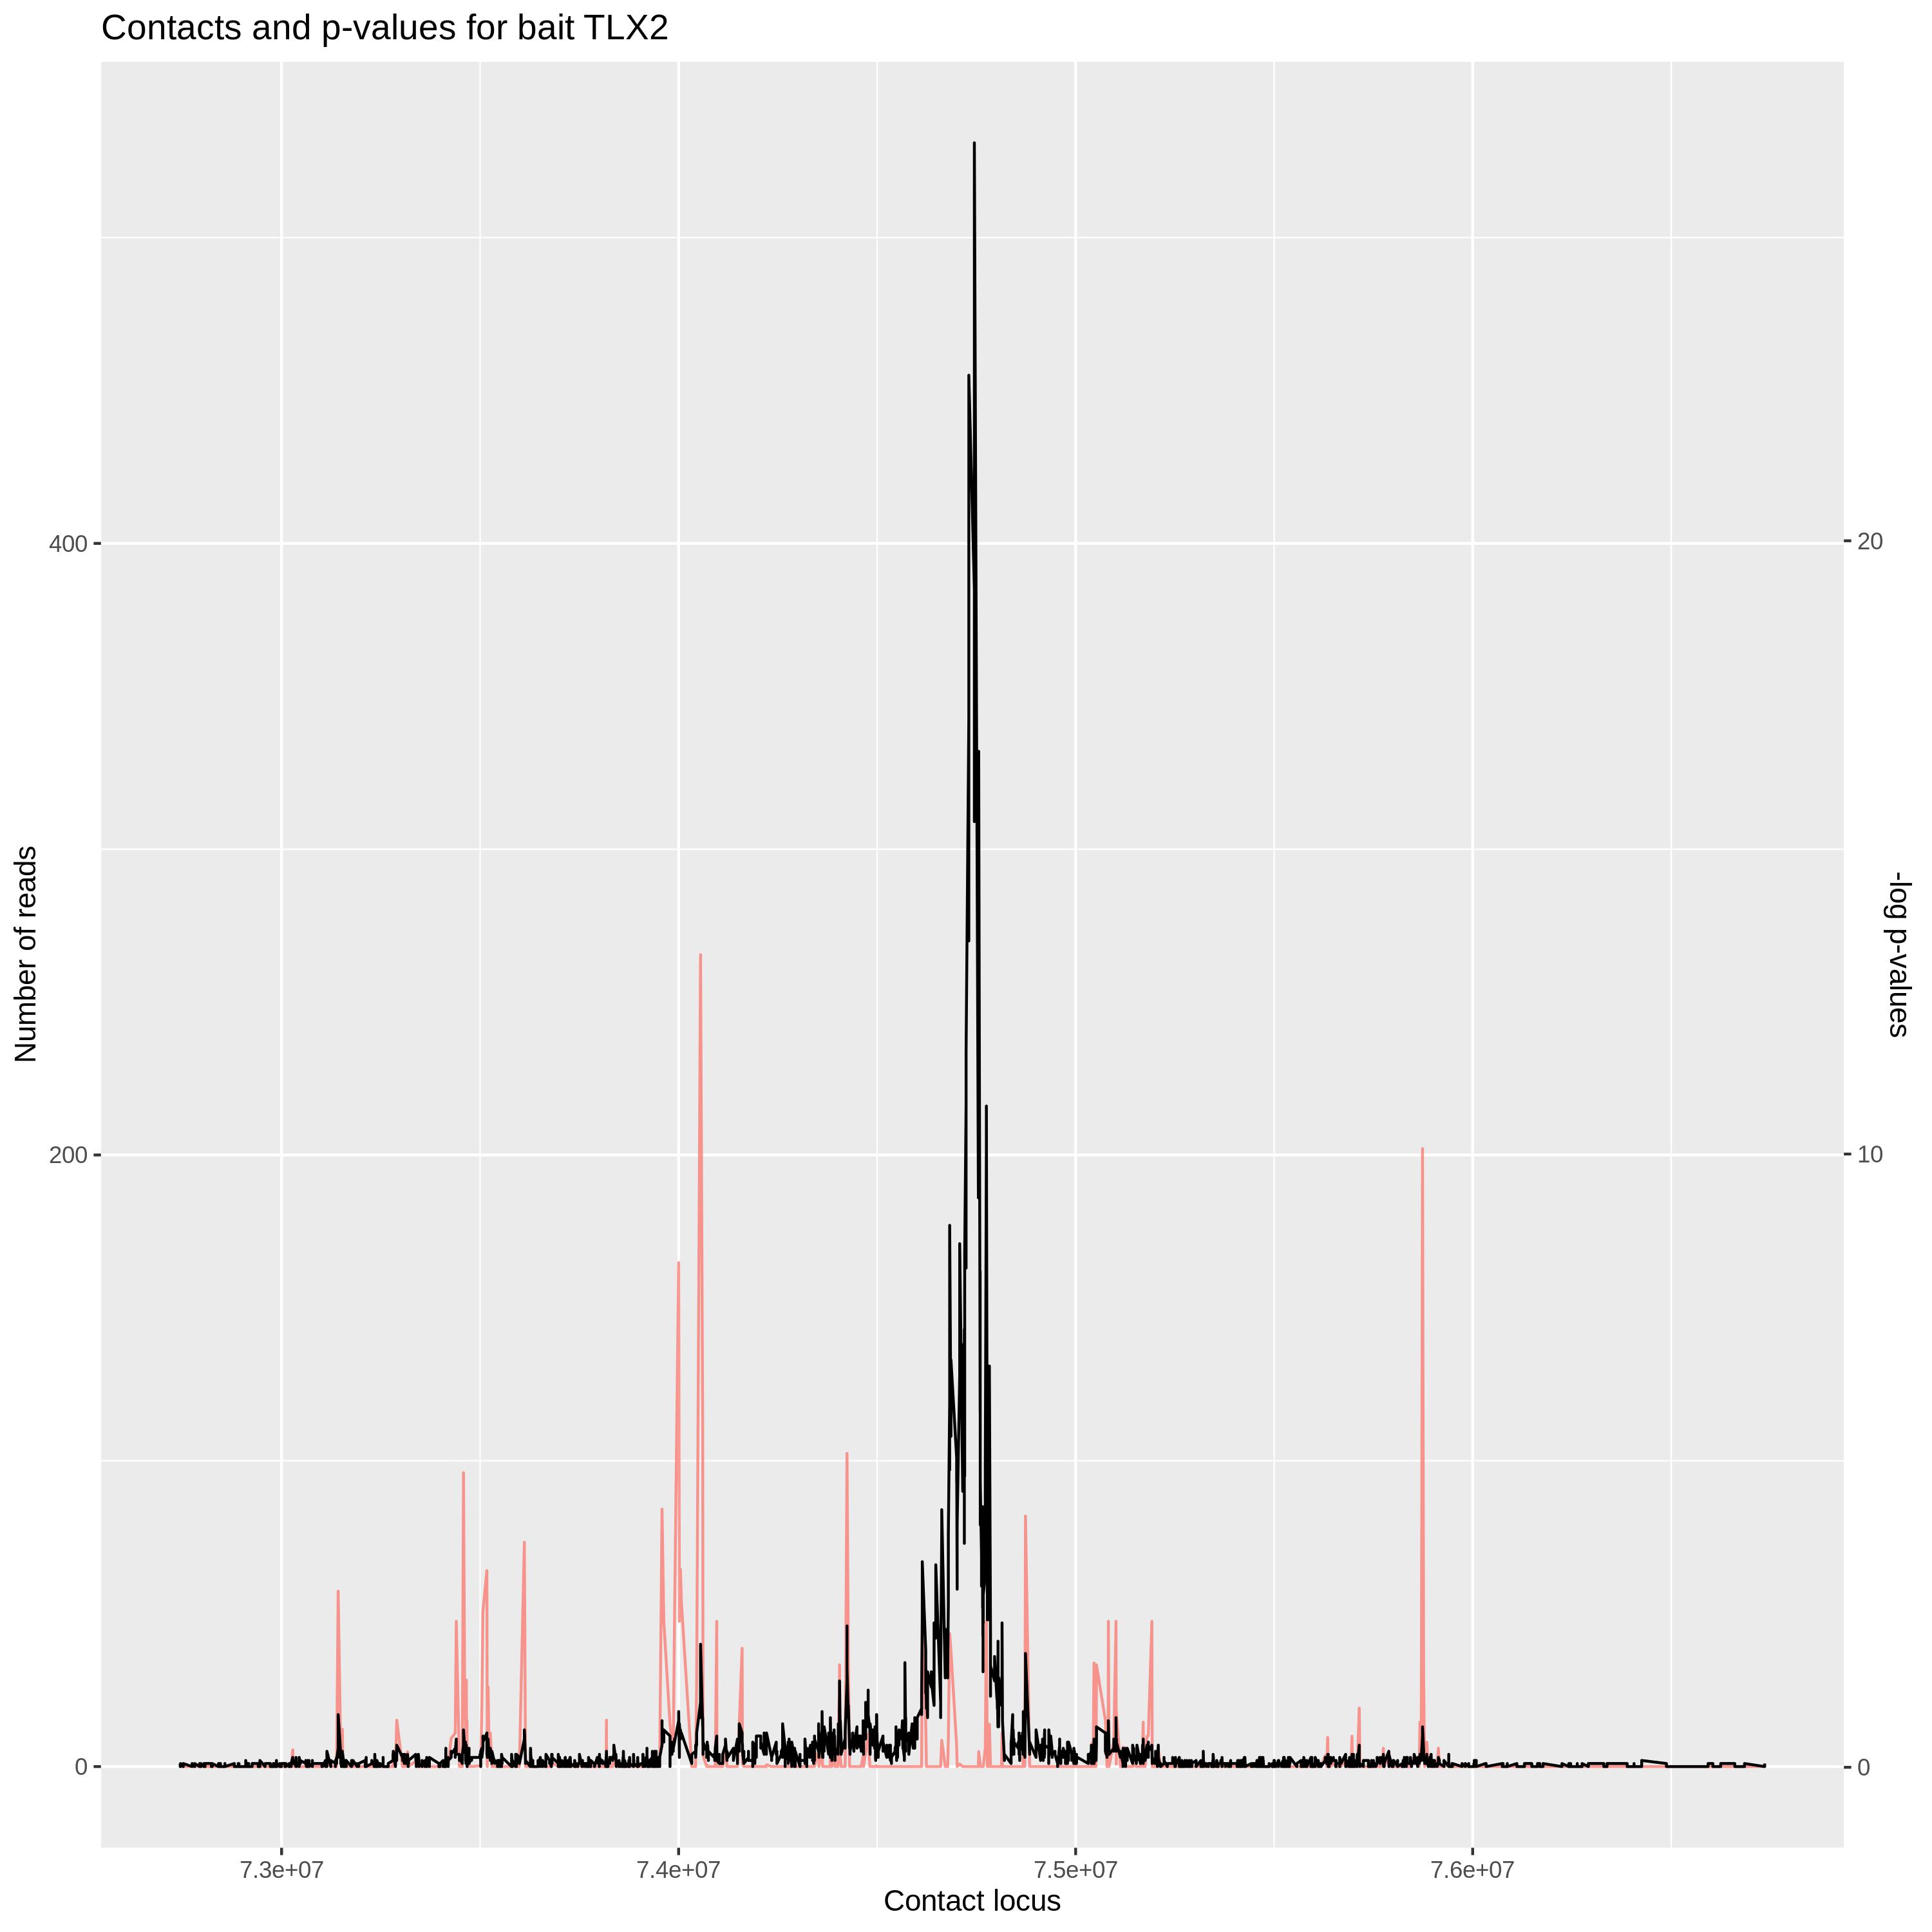 Contacts and p-values for bait TLX2
Number of reads
400
200
0
20
10
0
-log p-values
7.3e+07
7.4e+07
7.5e+07
7.6e+07
Contact locus